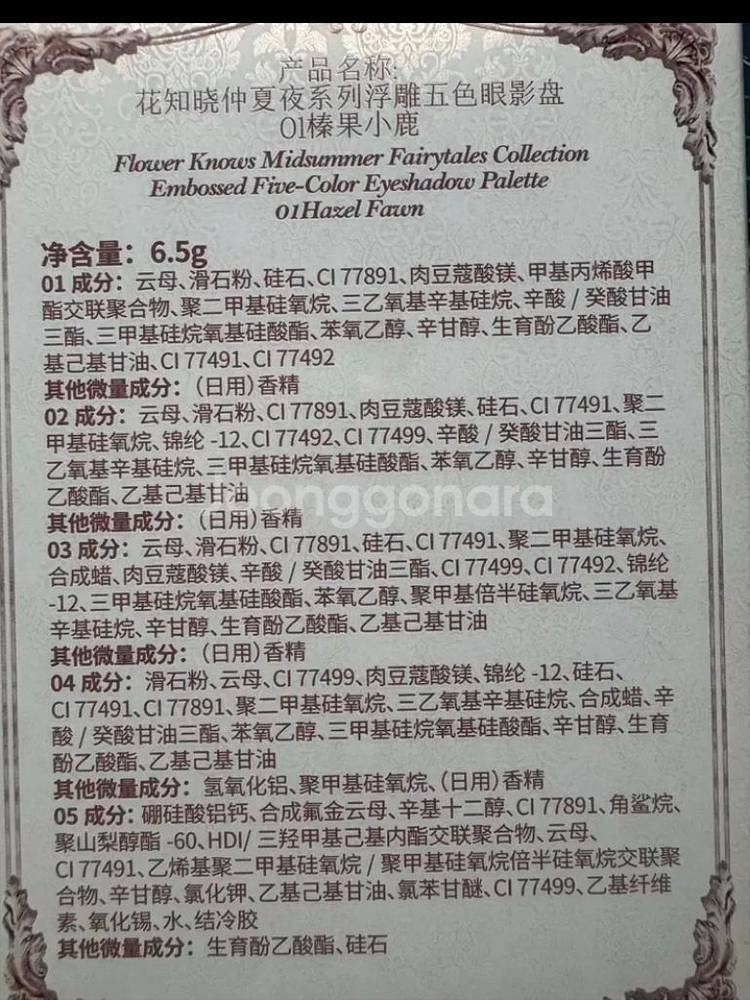 产品名称:
花知晓仲夏夜系列浮雕五色眼影盘
01榛果小鹿
Flower Knows Midsummer Fairytales Collection
Embossed Five-Color Eyeshadow Palette
01Hazel Fawn
净含量：6.5g
01 成分：云母、滑石粉、硅石、CI 77891、肉豆蔻酸镁、甲基丙烯酸甲
酯交联聚合物、聚二甲基硅氧烷、三乙氧基辛基硅烷、辛酸 / 癸酸甘油
三酯、三甲基硅烷氧基硅酸酯、苯氧乙醇、辛甘醇、生育酚乙酸酯、乙
基己基甘油、CI 77491、CI 77492
其他微量成分：（日用）香精
02 成分：云母、滑石粉、CI 77891、肉豆蔻酸镁、硅石、CI 77491、聚二
甲基硅氧烷、锦纶 -12、CI 77492、CI 77499、辛酸 / 癸酸甘油三酯、三
乙氧基辛基硅烷、三甲基硅烷氧基硅酸酯、苯氧乙醇、辛甘醇、生育酚
乙酸酯、乙基己基甘油
joonggonara
其他微量成分：（日用）香精
03 成分：云母、滑石粉、CI 77891、硅石、CI 77491、聚二甲基硅氧烷、
合成蜡、肉豆蔻酸镁、辛酸 / 癸酸甘油三酯、CI 77499、CI 77492、锦纶
-12、三甲基硅烷氧基硅酸酯、苯氧乙醇、聚甲基倍半硅氧烷、三乙氧基
辛基硅烷、辛甘醇、生育酚乙酸酯、乙基己基甘油
其他微量成分：（日用）香精
04 成分：滑石粉、云母、CI 77499、肉豆蔻酸镁、锦纶 -12、硅石、
CI 77491、CI 77891、聚二甲基硅氧烷、三乙氧基辛基硅烷、合成蜡、辛
酸 / 癸酸甘油三酯、苯氧乙醇、三甲基硅烷氧基硅酸酯、辛甘醇、生育
酚乙酸酯、乙基己基甘油
其他微量成分：氢氧化铝、聚甲基硅氧烷、（日用）香精
05 成分：硼硅酸铝钙、合成氟金云母、辛基十二醇、CI 77891、角鲨烷、
聚山梨醇酯 -60、HDI/ 三羟甲基己基内酯交联聚合物、云母、
CI 77491、乙烯基聚二甲基硅氧烷 / 聚甲基硅氧烷倍半硅氧烷交联聚
合物、辛甘醇、氯化钾、乙基己基甘油、氯苯甘醚、CI 77499、乙基纤维
素、氧化锡、水、结冷胶
其他微量成分：生育酚乙酸酯、硅石